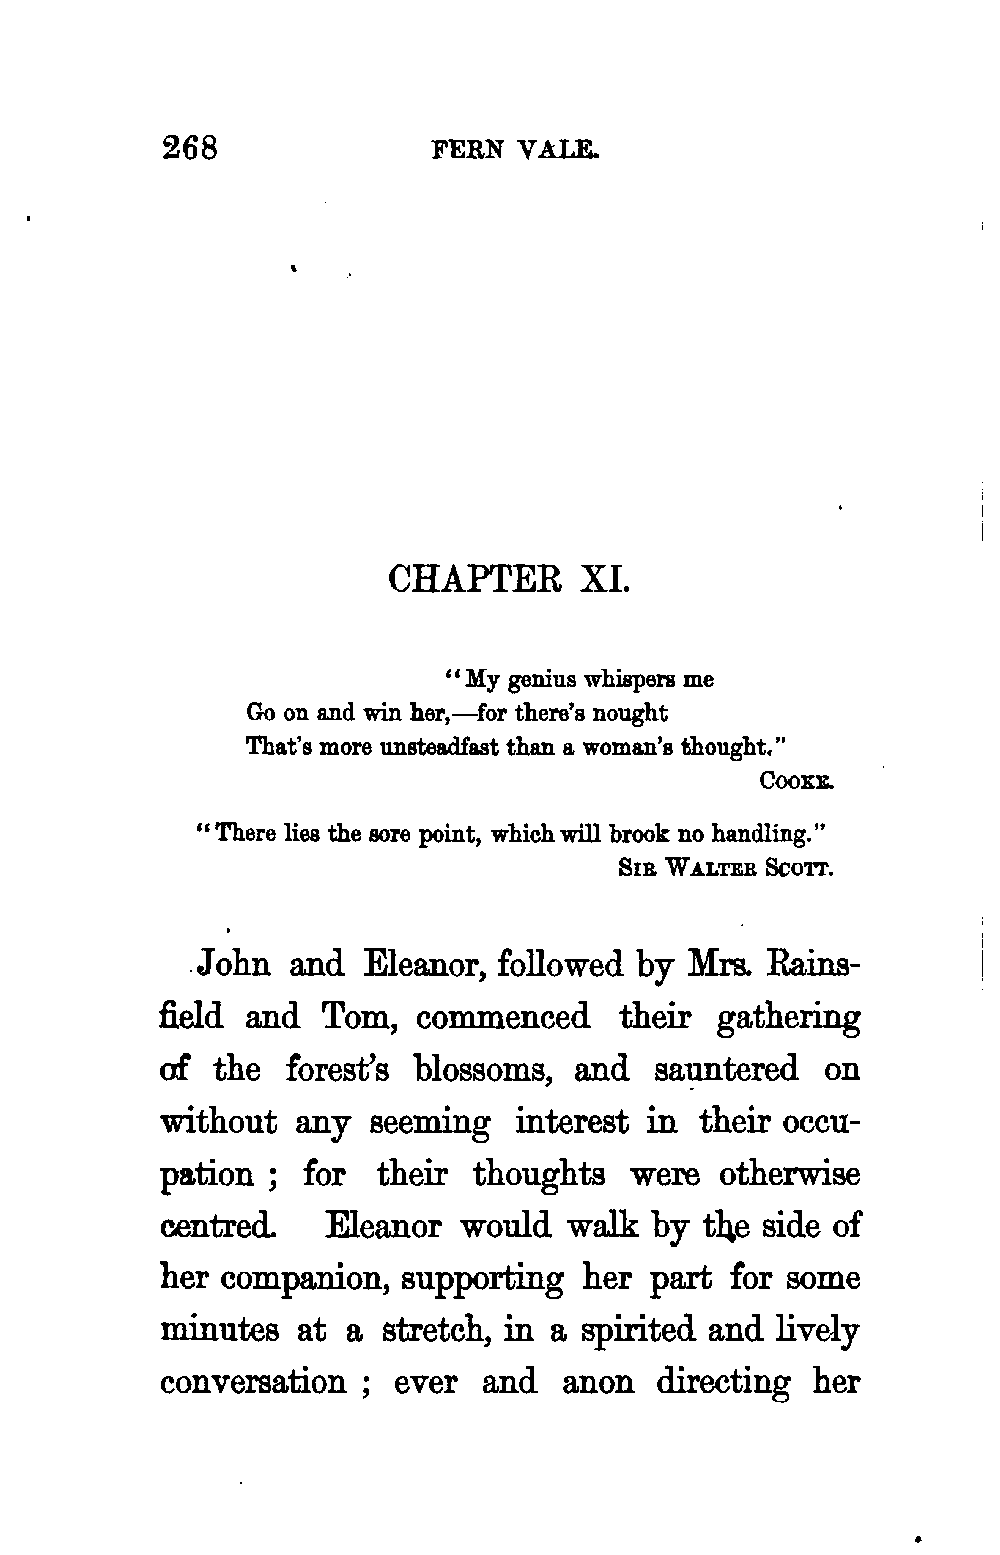 268 FERN VALE.
CHAPTER XI.
"My genius whispers me
Go on and win her,—for there's nought
That's more unsteadfast than a woman's thought."
COOKE.
"There lies the sore point, which will brook no handling."
SIR WALTER SCOTT.
John and Eleanor, followed by Mrs. Rains-
field and Tom, commenced their gathering
of the forest's blossoms, and sauntered on
without any seeming interest in their occu-
pation ; for their thoughts were otherwise
centred. Eleanor would walk by the side of
her companion, supporting her part for some
minutes at a stretch, in a spirited and lively
conversation ; ever and anon directing her